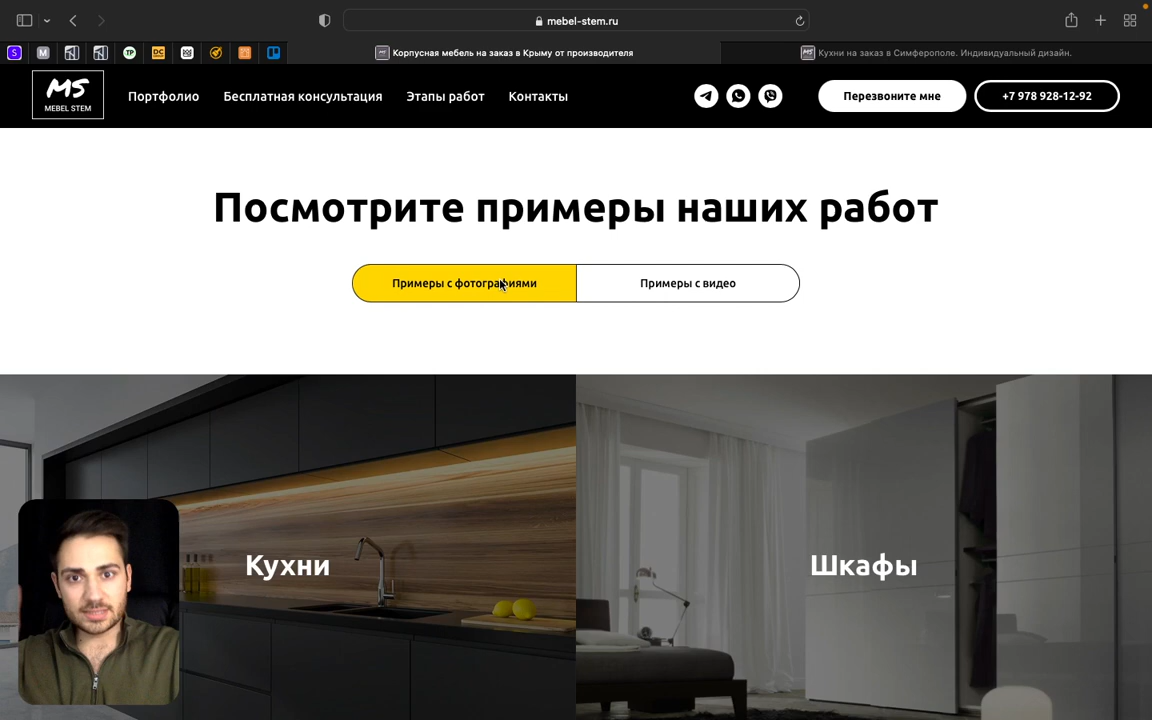 mebel-stem.ru
S
M
TP
DC
Корпусная мебель на заказ в Крыму от производителя
Кухни на заказ в Симферополе. Индивидуальный дизайн.
MS
MEBEL STEM
Портфолио
Бесплатная консультация
Этапы работ
Контакты
Перезвоните мне
+7 978 928-12-92
Посмотрите примеры наших работ
Примеры с фотографиями
Примеры с видео
Кухни
Шкафы